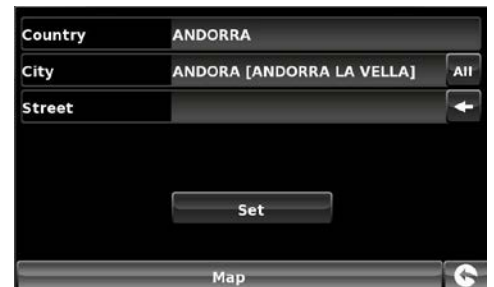 Country ANDORRA
City ANDORA [ANDORRA LA VELLA] All
Street
Set
Map